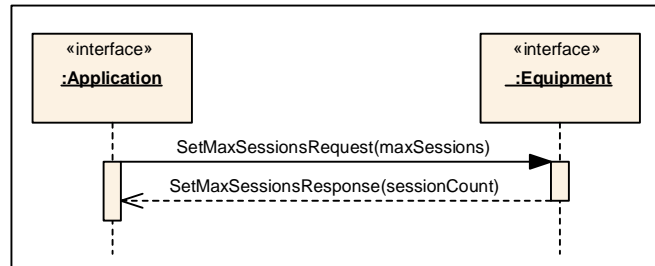 «interface»
:Application
«interface»
:Equipment
SetMaxSessionsRequest(maxSessions)
SetMaxSessionsResponse(sessionCount)